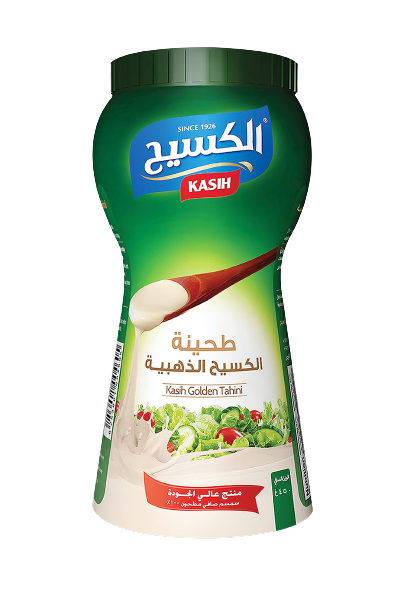 SINCE 1926
الكسيح®
KASIH
طحينة
الكسيح الذهبية
Kasih Golden Tahini
منتج عالي الجودة
سمسم صافي مطحون ١٠٠٪